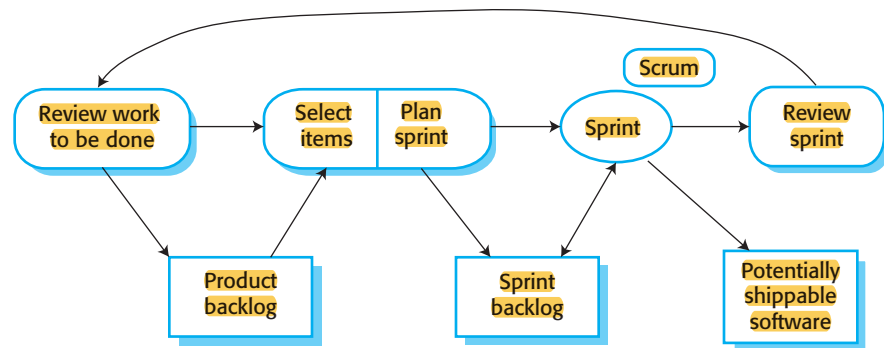 Scrum
Review work
to be done
Select
items
Plan
sprint
Sprint
Review
sprint
Product
backlog
Sprint
backlog
Potentially
shippable
software